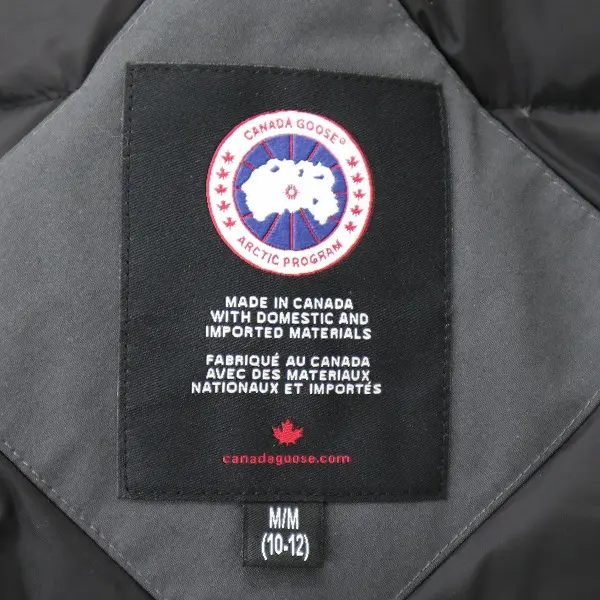 CANADA GOOSE®
ARCTIC PROGRAM
MADE IN CANADA
WITH DOMESTIC AND
IMPORTED MATERIALS
FABRIQUÉ AU CANADA
AVEC DES MATERIAUX
NATIONAUX ET IMPORTÉS
canadagoose.com
M/M
(10-12)